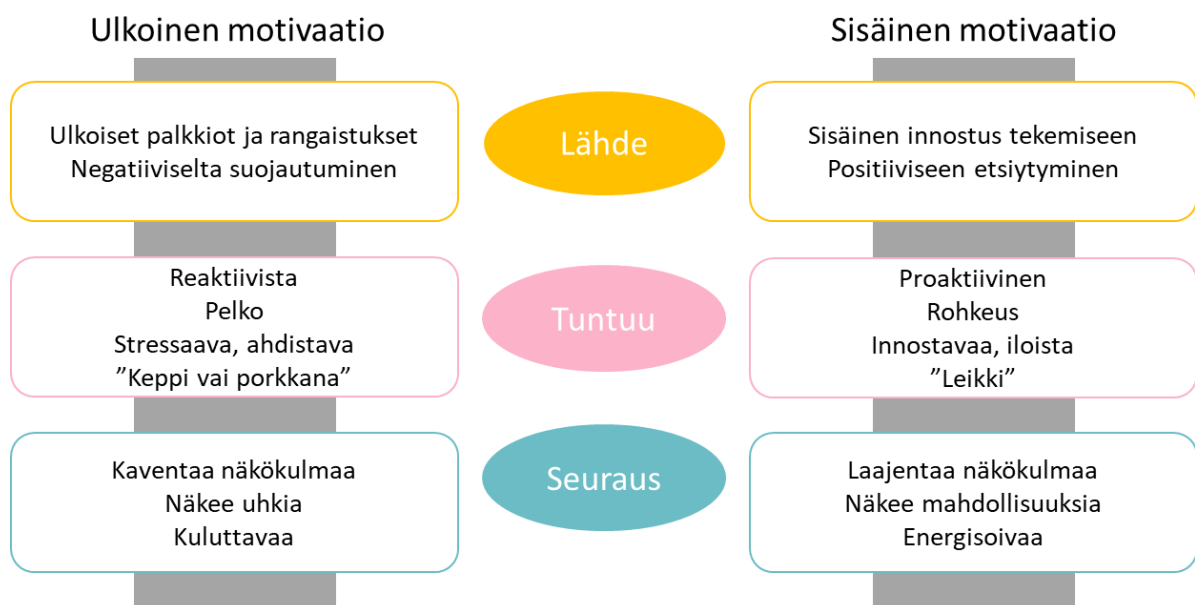 Ulkoinen motivaatio
Sisäinen motivaatio
Ulkoiset palkkiot ja rangaistukset
Negatiiviselta suojautuminen
Lähde
Sisäinen innostus tekemiseen
Positiiviseen etsiytyminen
Reaktiivista
Pelko
Stressaava, ahdistava
”Keppi vai porkkana”
Tuntuu
Proaktiivinen
Rohkeus
Innostavaa, iloista
”Leikki”
Kaventaa näkökulmaa
Näkee uhkia
Kuluttavaa
Seuraus
Laajentaa näkökulmaa
Näkee mahdollisuuksia
Energisoivaa